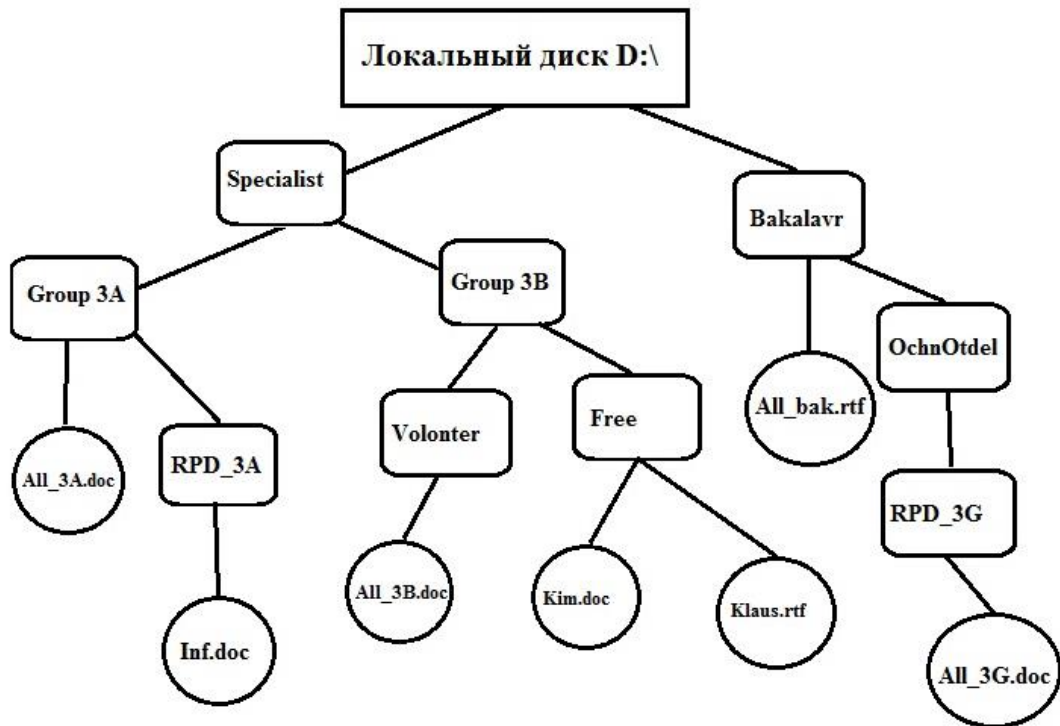 Локальный диск D:\
Specialist
Bakalavr
Group 3A
Group 3B
OchnOtdel
All_bak.rtf
Volonter
Free
RPD_3A
All_3A.doc
RPD_3G
All_3B.doc
Kim.doc
Klaus.rtf
Inf.doc
All_3G.doc